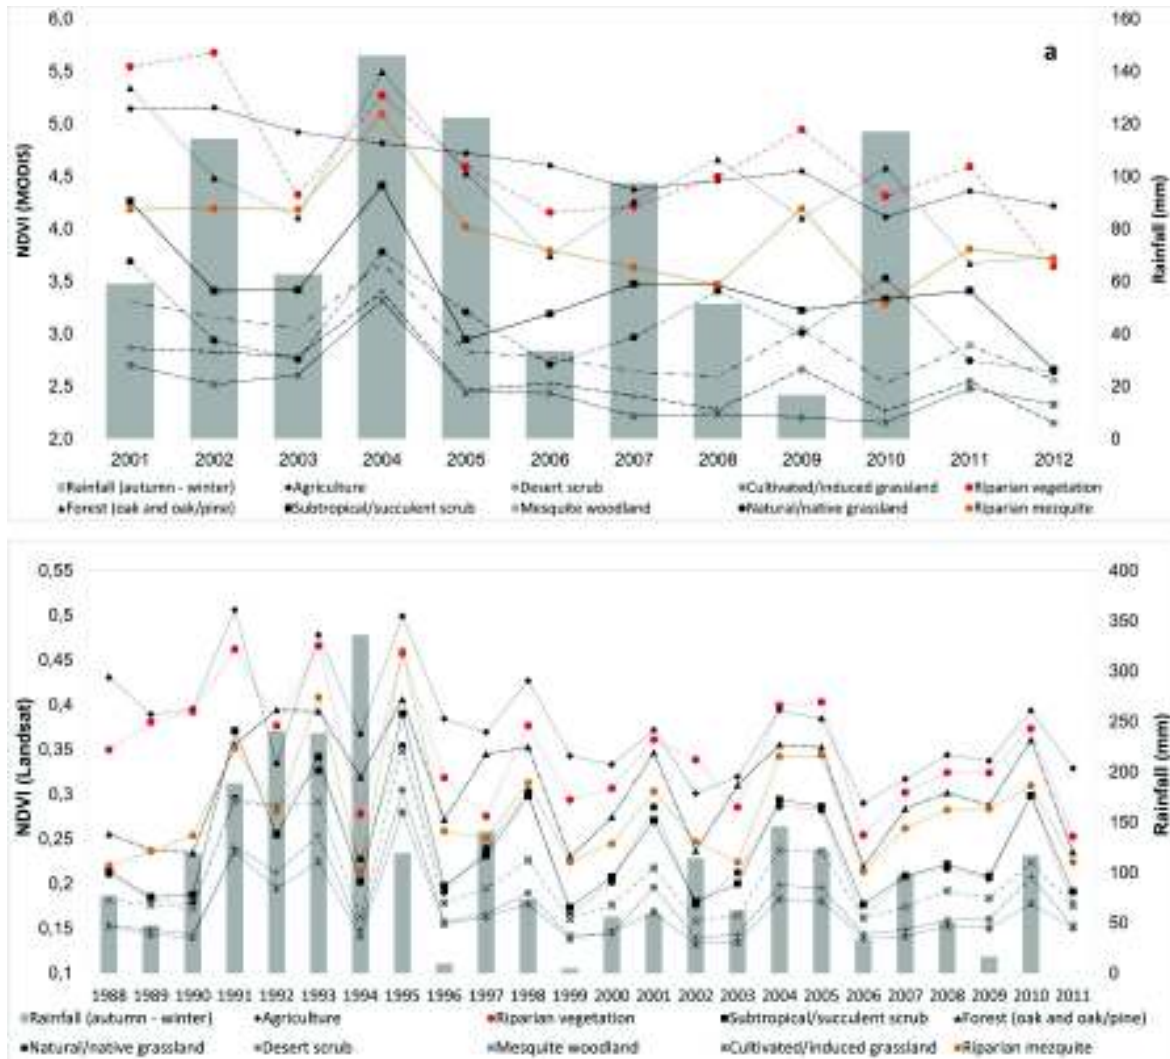 6.0 160
a
5.5 140
5.0 120
4.5 100
4.0 80
3.5 60
3.0 40
2.5 20
2.0 0
NDVI (MODIS)
Rainfall (mm)
2001 2002 2003 2004 2005 2006 2007 2008 2009 2010 2011 2012
Rainfall (autumn - winter) Agriculture Desert scrub Cultivated/induced grassland Riparian vegetation
Forest (oak and oak/pine) Subtropical/succulent scrub Mesquite woodland Natural/native grassland Riparian mezquite
0,55 400
0,5 350
0,45 300
0,4 250
0,35
0,3 200
0,25 150
0,2 100
0,15 50
0,1 0
NDVI (Landsat)
Rainfall (mm)
1988 1989 1990 1991 1992 1993 1994 1995 1996 1997 1998 1999 2000 2001 2002 2003 2004 2005 2006 2007 2008 2009 2010 2011
Rainfall (autumn - winter) Agriculture Riparian vegetation Subtropical/succulent scrub Forest (oak and oak/pine)
Natural/native grassland Desert scrub Mesquite woodland Cultivated/induced grassland Riparian mezquite